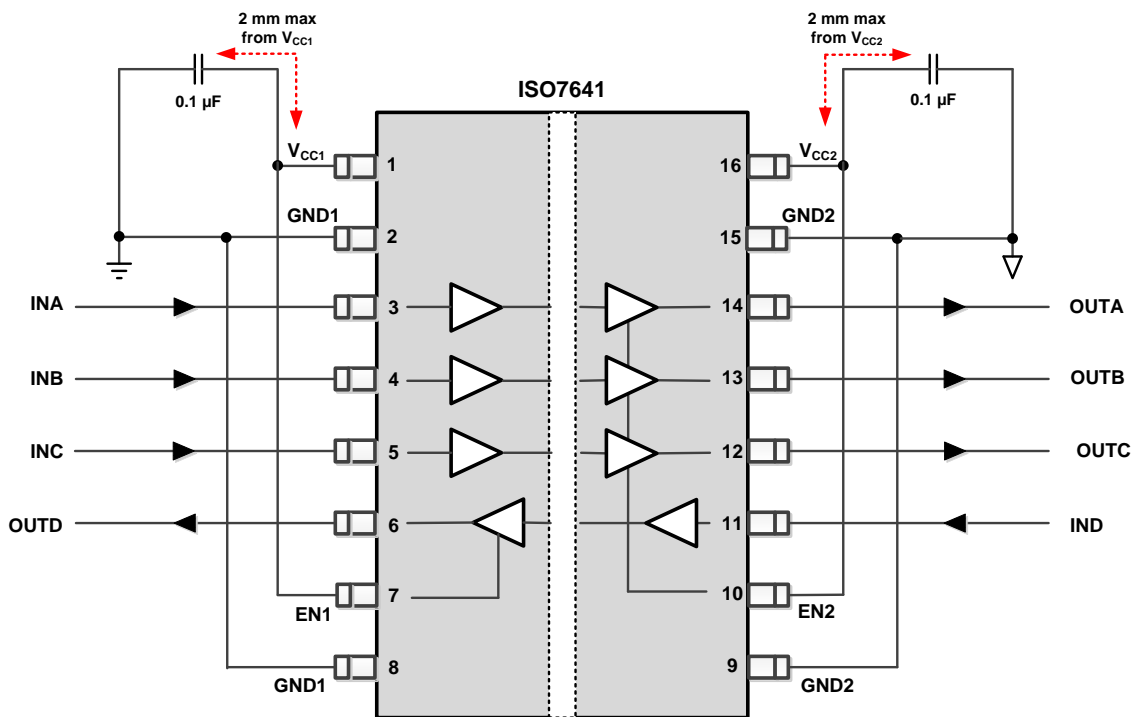 2 mm max
from VCC1
2 mm max
from VCC2
0.1 µF
0.1 µF
ISO7641
VCC1
1
16
VCC2
GND1
2
15
GND2
INA
3
14
OUTA
INB
4
13
OUTB
INC
5
12
OUTC
OUTD
6
11
IND
EN1
7
10
EN2
GND1
8
9
GND2